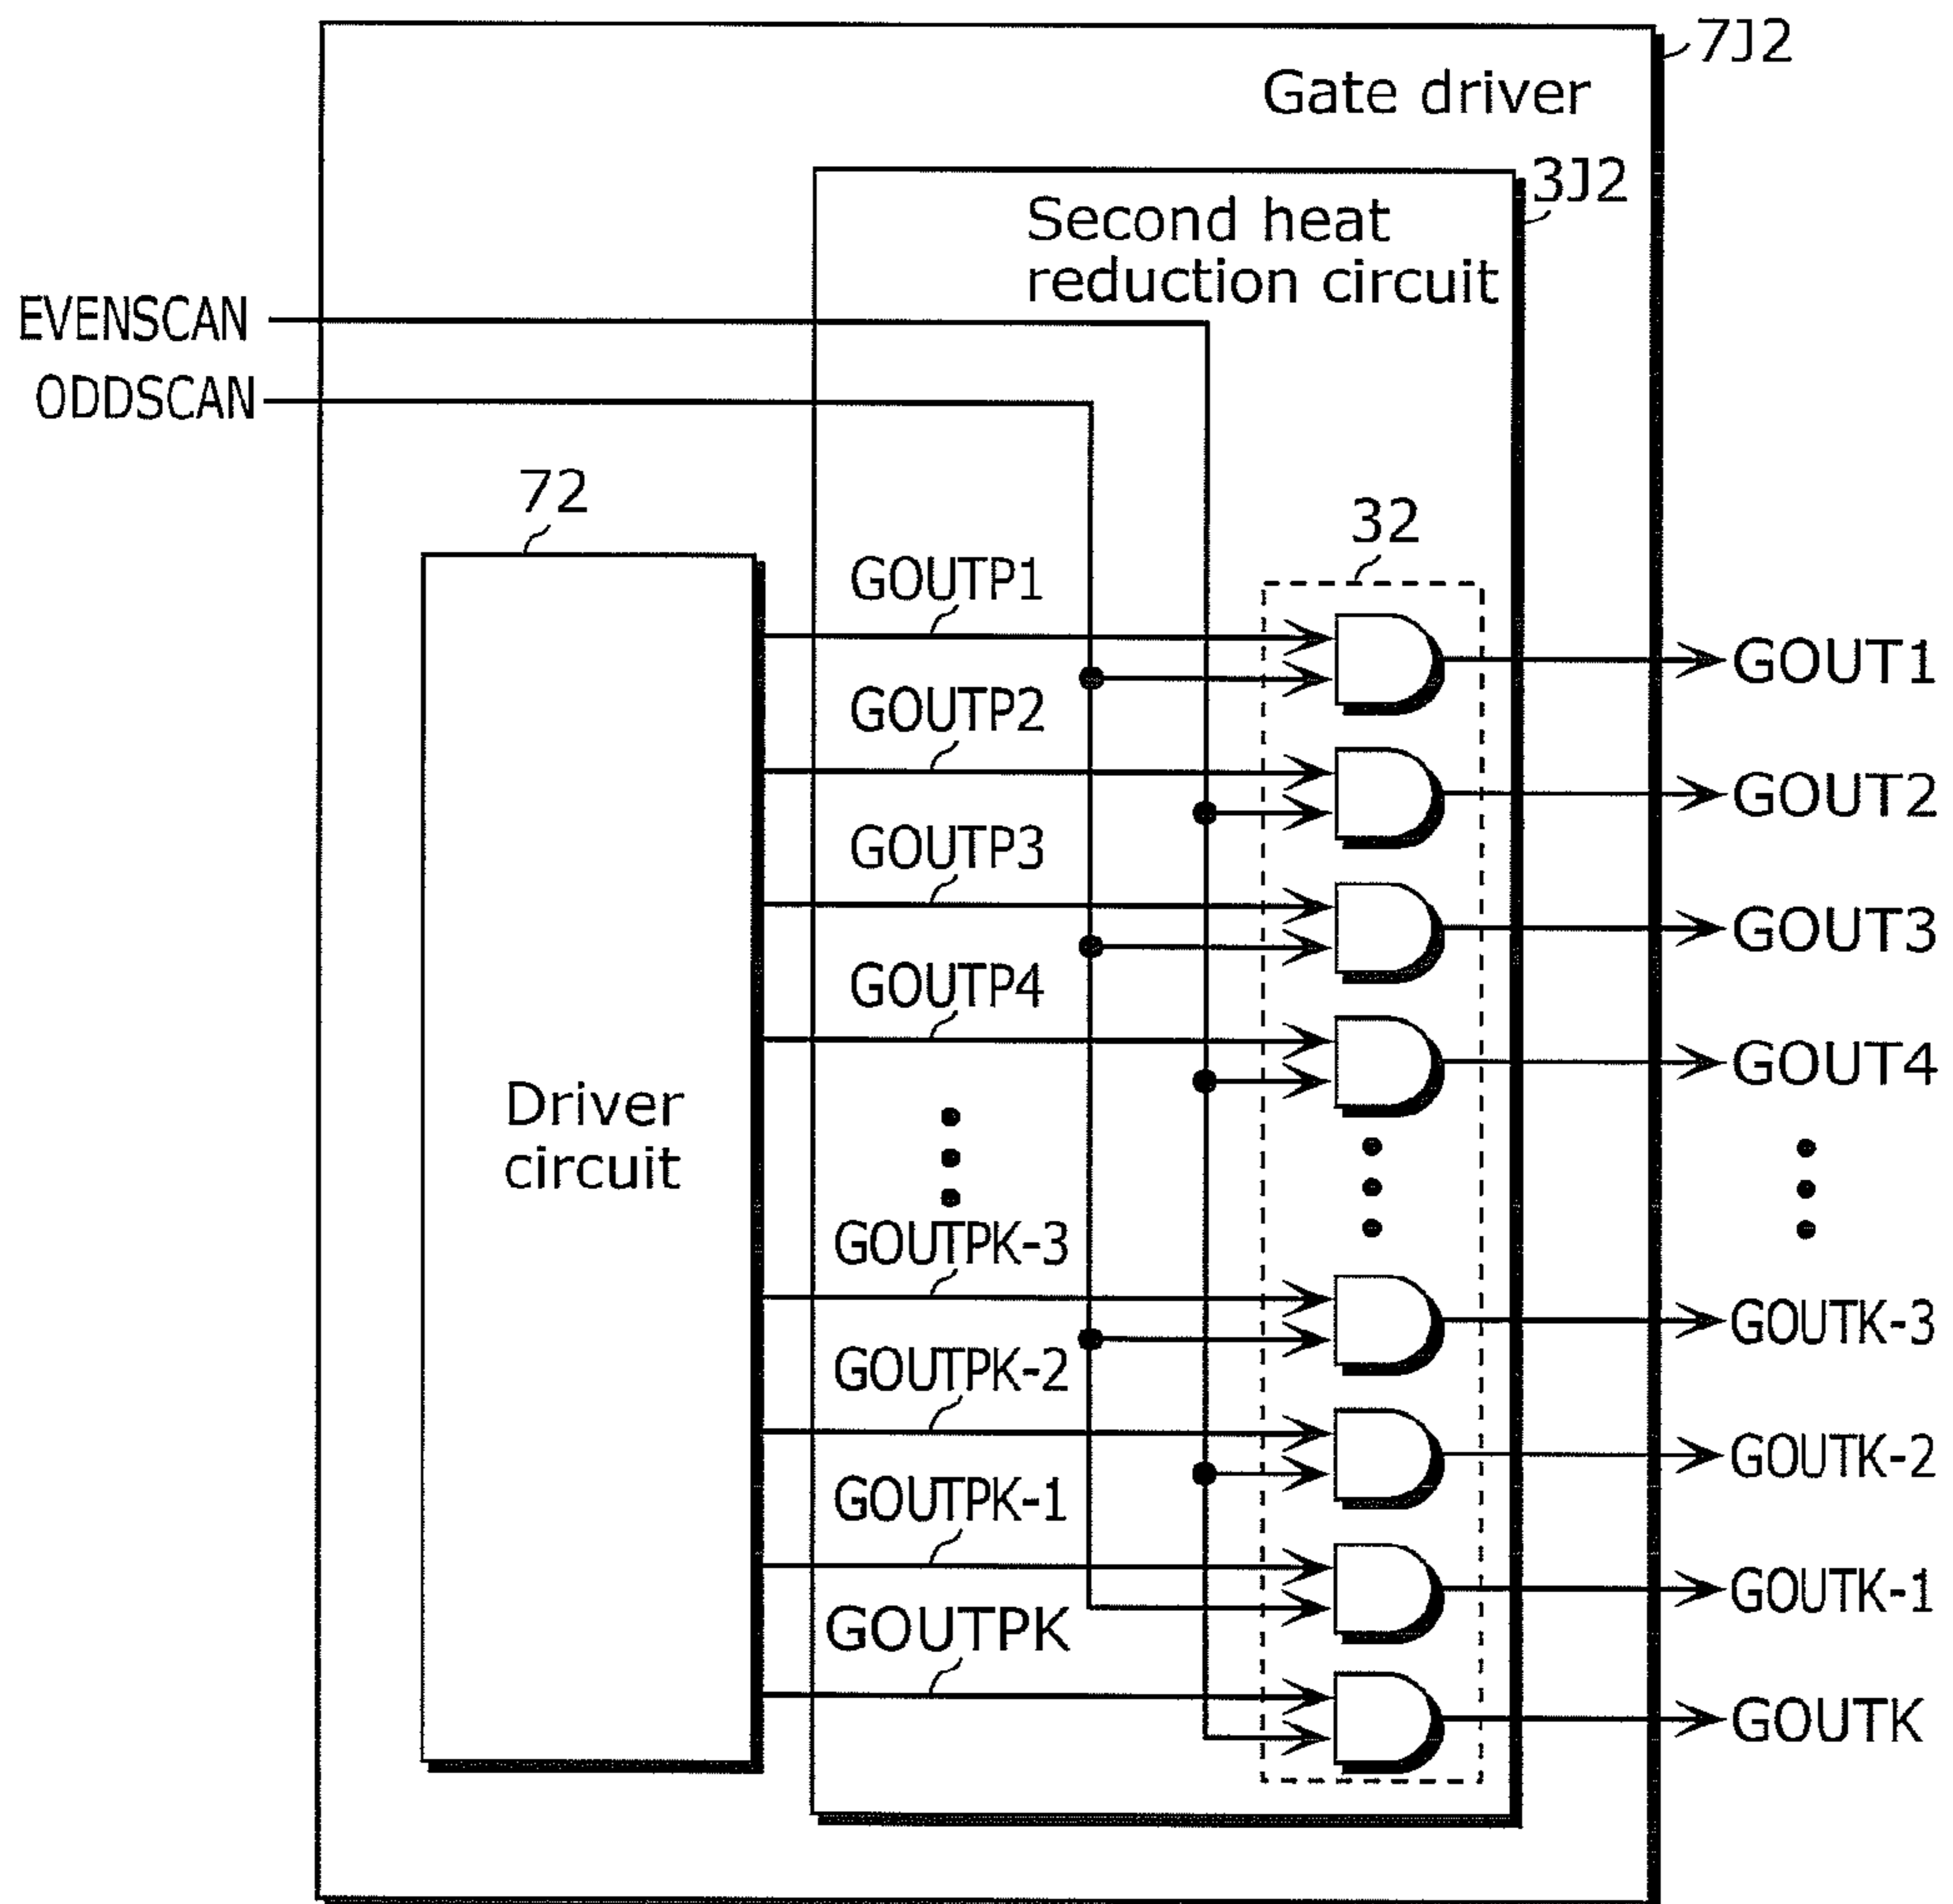 7J2
Gate driver
3J2
Second heat
reduction circuit
EVENSCAN
ODDSCAN
72
32
GOUTP1
GOUT1
GOUTP2
GOUT2
GOUTP3
GOUT3
GOUTP4
GOUT4
Driver
circuit
GOUTPK-3
GOUTK-3
GOUTPK-2
GOUTK-2
GOUTPK-1
GOUTK-1
GOUTPK
GOUTK